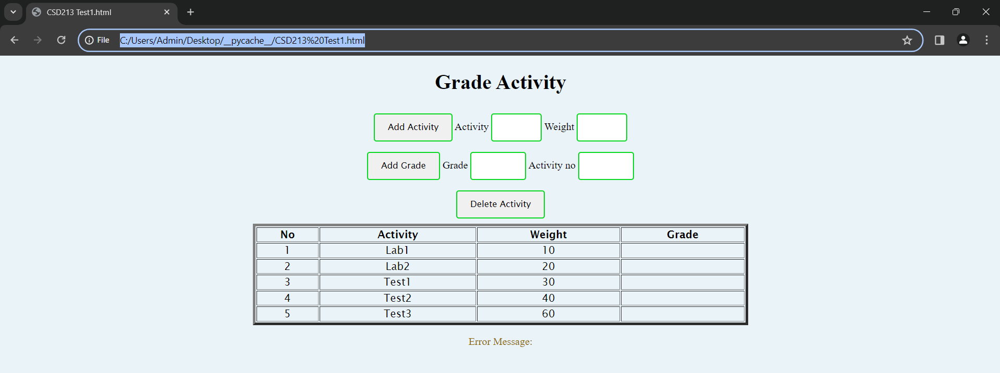 CSD213 Test1.html
File C:/Users/Admin/Desktop/__pycache__/CSD213%20Test1.html
Grade Activity
Add Activity Activity Weight
Add Grade Grade Activity no
Delete Activity
No Activity Weight Grade
1 Lab1 10
2 Lab2 20
3 Test1 30
4 Test2 40
5 Test3 60
Error Message: